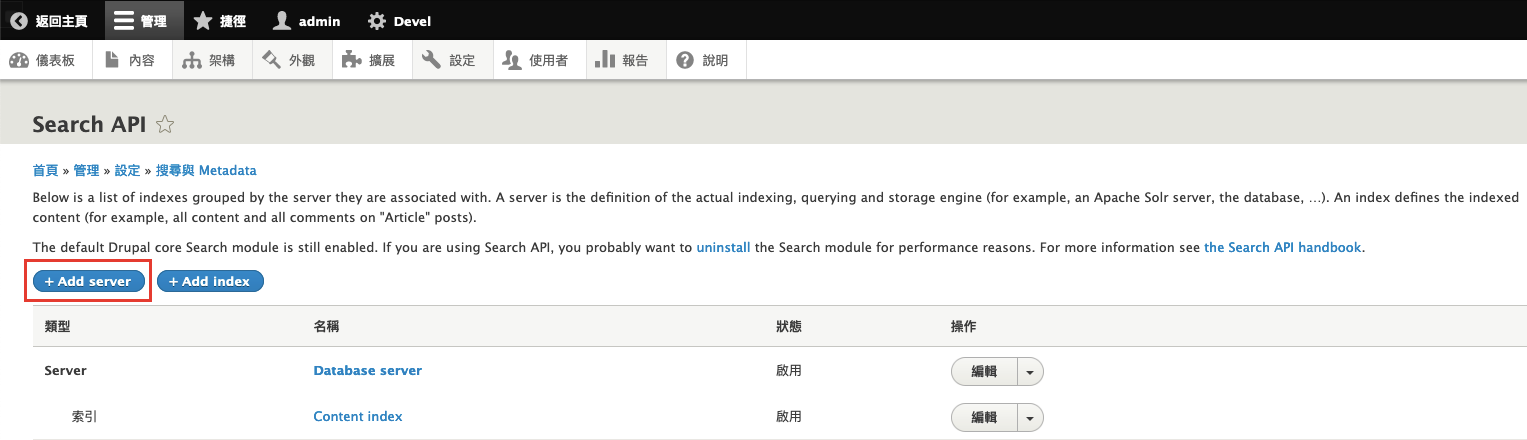 返回主頁 管理 捷徑 admin Devel
儀表板 內容 架構 外觀 擴展 設定 使用者 報告 說明
Search API
首頁 » 管理 » 設定 » 搜尋與 Metadata
Below is a list of indexes grouped by the server they are associated with. A server is the definition of the actual indexing, querying and storage engine (for example, an Apache Solr server, the database, …). An index defines the indexed
content (for example, all content and all comments on "Article" posts).
The default Drupal core Search module is still enabled. If you are using Search API, you probably want to uninstall the Search module for performance reasons. For more information see the Search API handbook.
+ Add server + Add index
類型 名稱 狀態 操作
Server Database server 啟用 編輯
索引 Content index 啟用 編輯